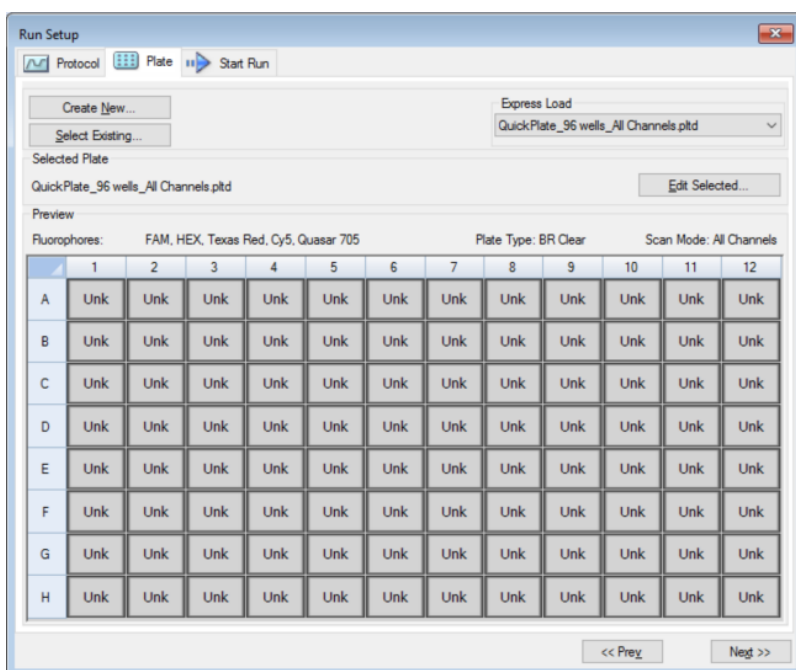 Run Setup
Protocol Plate Start Run
Create New...
Select Existing...
Express Load
QuickPlate_96 wells_All Channels.pltd
Selected Plate
QuickPlate_96 wells_All Channels.pltd
Edit Selected...
Preview
Fluorophores: FAM, HEX, Texas Red, Cy5, Quasar 705 Plate Type: BR Clear Scan Mode: All Channels
1 2 3 4 5 6 7 8 9 10 11 12
A Unk Unk Unk Unk Unk Unk Unk Unk Unk Unk Unk Unk
B Unk Unk Unk Unk Unk Unk Unk Unk Unk Unk Unk Unk
C Unk Unk Unk Unk Unk Unk Unk Unk Unk Unk Unk Unk
D Unk Unk Unk Unk Unk Unk Unk Unk Unk Unk Unk Unk
E Unk Unk Unk Unk Unk Unk Unk Unk Unk Unk Unk Unk
F Unk Unk Unk Unk Unk Unk Unk Unk Unk Unk Unk Unk
G Unk Unk Unk Unk Unk Unk Unk Unk Unk Unk Unk Unk
H Unk Unk Unk Unk Unk Unk Unk Unk Unk Unk Unk Unk
<< Prev Next >>